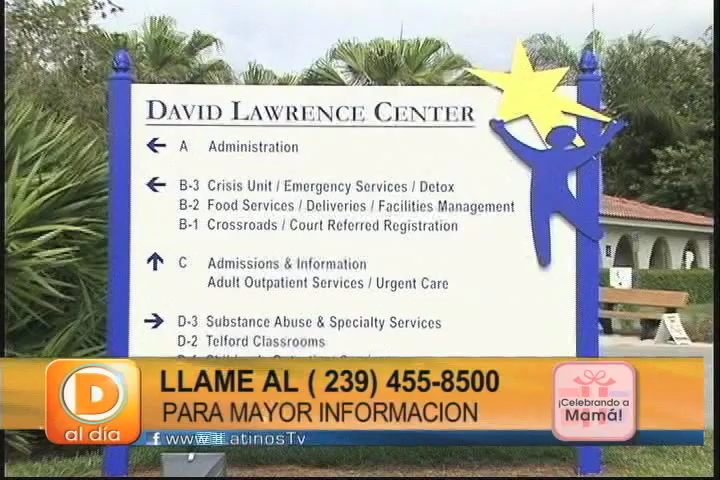 DAVID LAWRENCE CENTER
← A Administration
← B-3 Crisis Unit / Emergency Services / Detox
B-2 Food Services / Deliveries / Facilities Management
B-1 Crossroads / Court Referred Registration
↑ C Admissions & Information
Adult Outpatient Services / Urgent Care
→ D-3 Substance Abuse & Specialty Services
D-2 Telford Classrooms
D
al día
LLAME AL ( 239) 455-8500
PARA MAYOR INFORMACION
¡Celebrando a
Mamá!
f